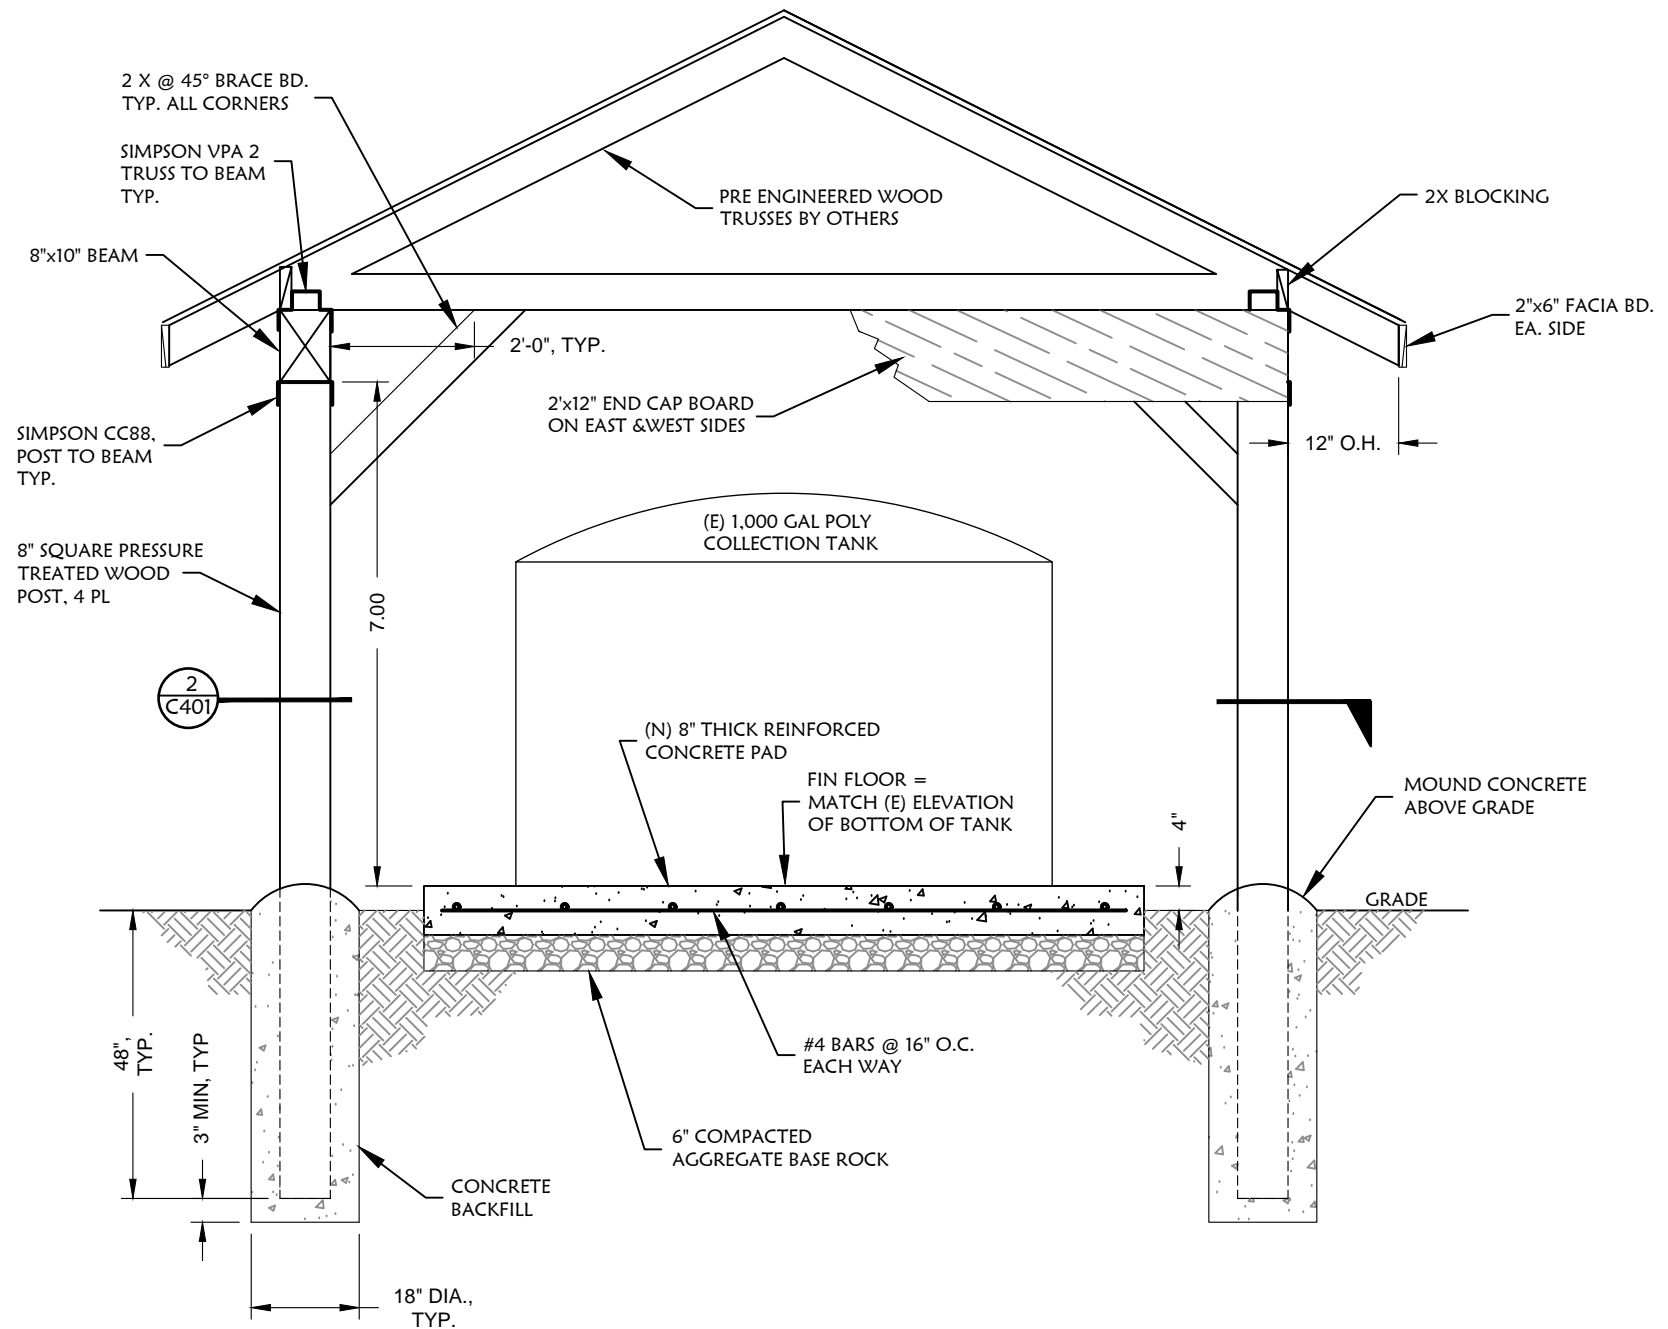 2 X @ 45° BRACE BD.
TYP. ALL CORNERS
SIMPSON VPA 2
TRUSS TO BEAM
TYP.
PRE ENGINEERED WOOD
TRUSSES BY OTHERS
2X BLOCKING
8"x10" BEAM
2"x6" FACIA BD.
EA. SIDE
2'-0", TYP.
2'x12" END CAP BOARD
ON EAST &WEST SIDES
SIMPSON CC88,
POST TO BEAM
TYP.
12" O.H.
(E) 1,000 GAL POLY
COLLECTION TANK
8" SQUARE PRESSURE
TREATED WOOD
POST, 4 PL
7.00
2
C401
(N) 8" THICK REINFORCED
CONCRETE PAD
FIN FLOOR =
MATCH (E) ELEVATION
OF BOTTOM OF TANK
MOUND CONCRETE
ABOVE GRADE
4"
GRADE
48",
TYP.
3" MIN, TYP
#4 BARS @ 16" O.C.
EACH WAY
6" COMPACTED
AGGREGATE BASE ROCK
CONCRETE
BACKFILL
18" DIA.,
TYP.